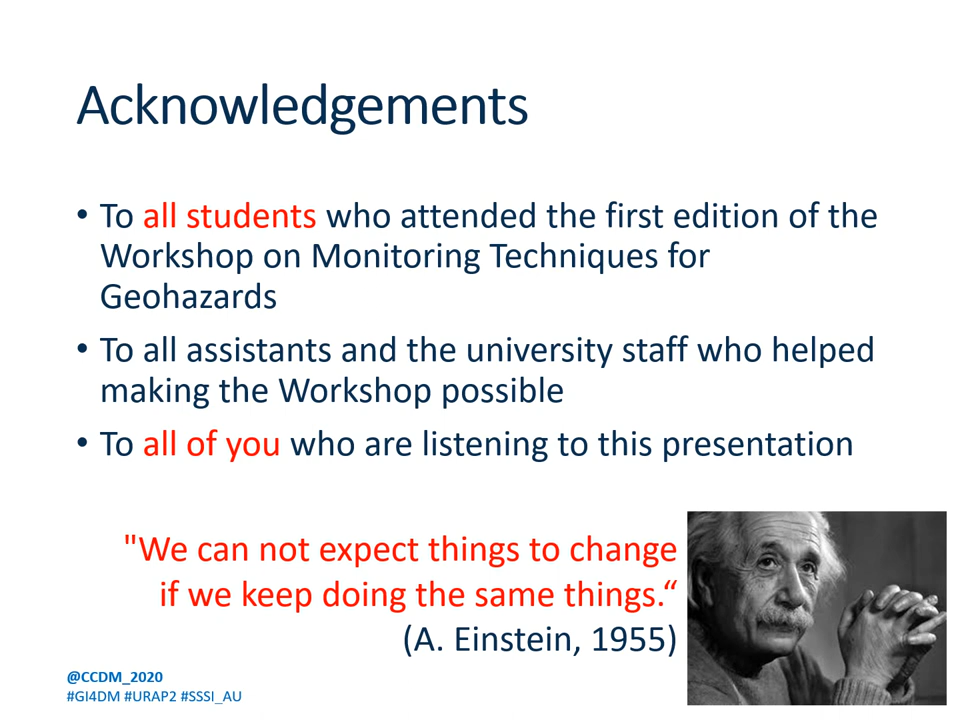 Acknowledgements
• To all students who attended the first edition of the
Workshop on Monitoring Techniques for
Geohazards
• To all assistants and the university staff who helped
making the Workshop possible
• To all of you who are listening to this presentation
"We can not expect things to change
if we keep doing the same things.“
(A. Einstein, 1955)
@CCDM_2020
#GI4DM #URAP2 #SSSI_AU